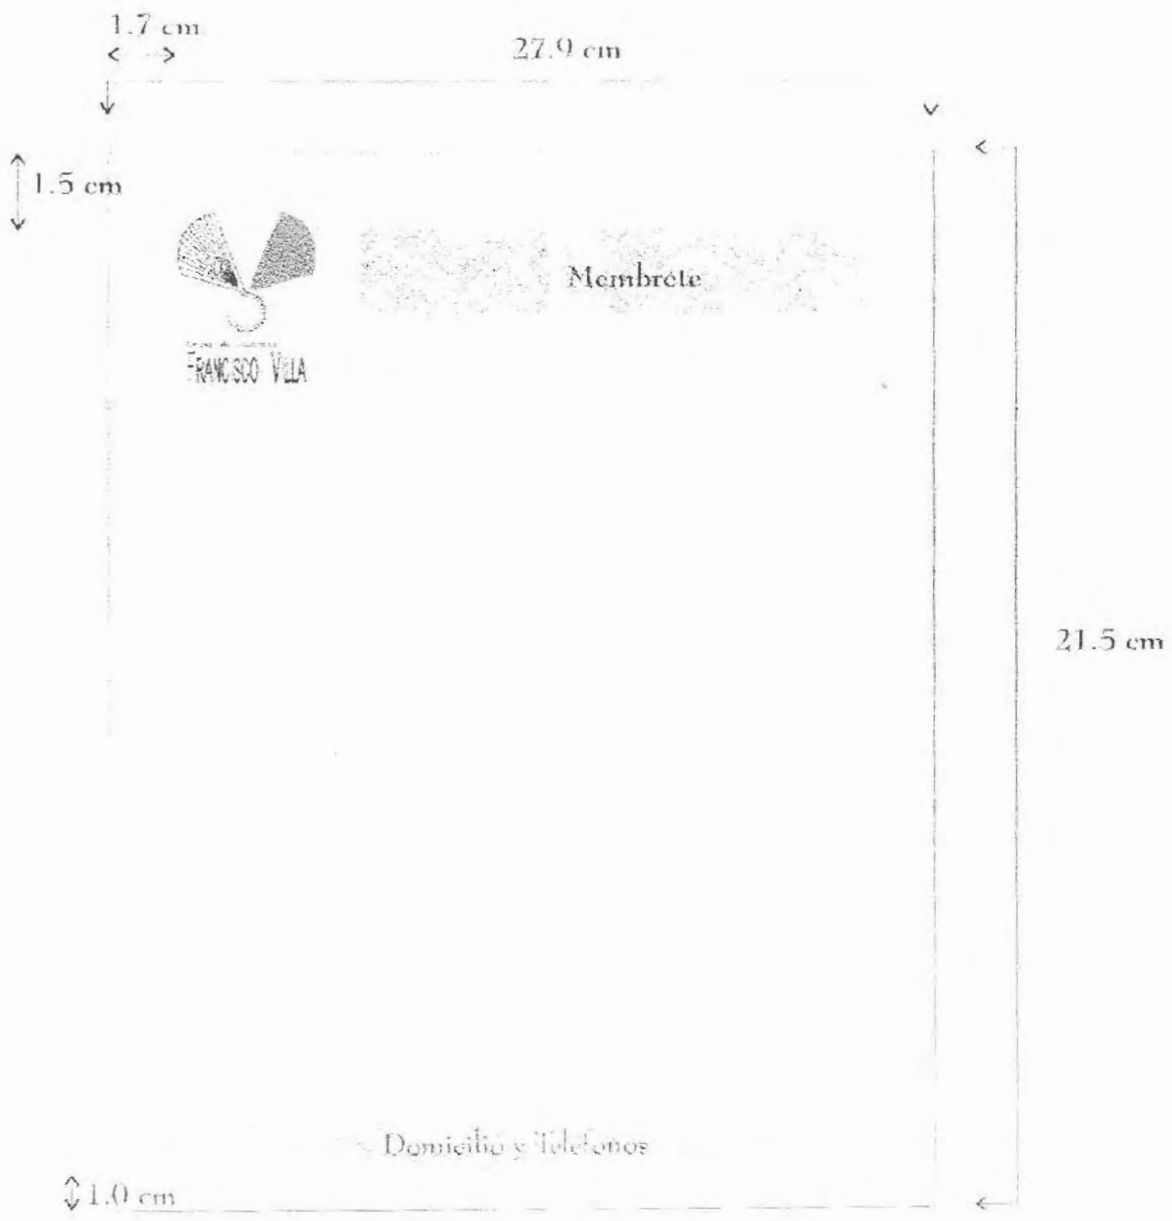 1.7 cm
27.9 cm
1.5 cm
Membrete
FRANCISCO VILLA
21.5 cm
Domicilio y Teléfonos
1.0 cm